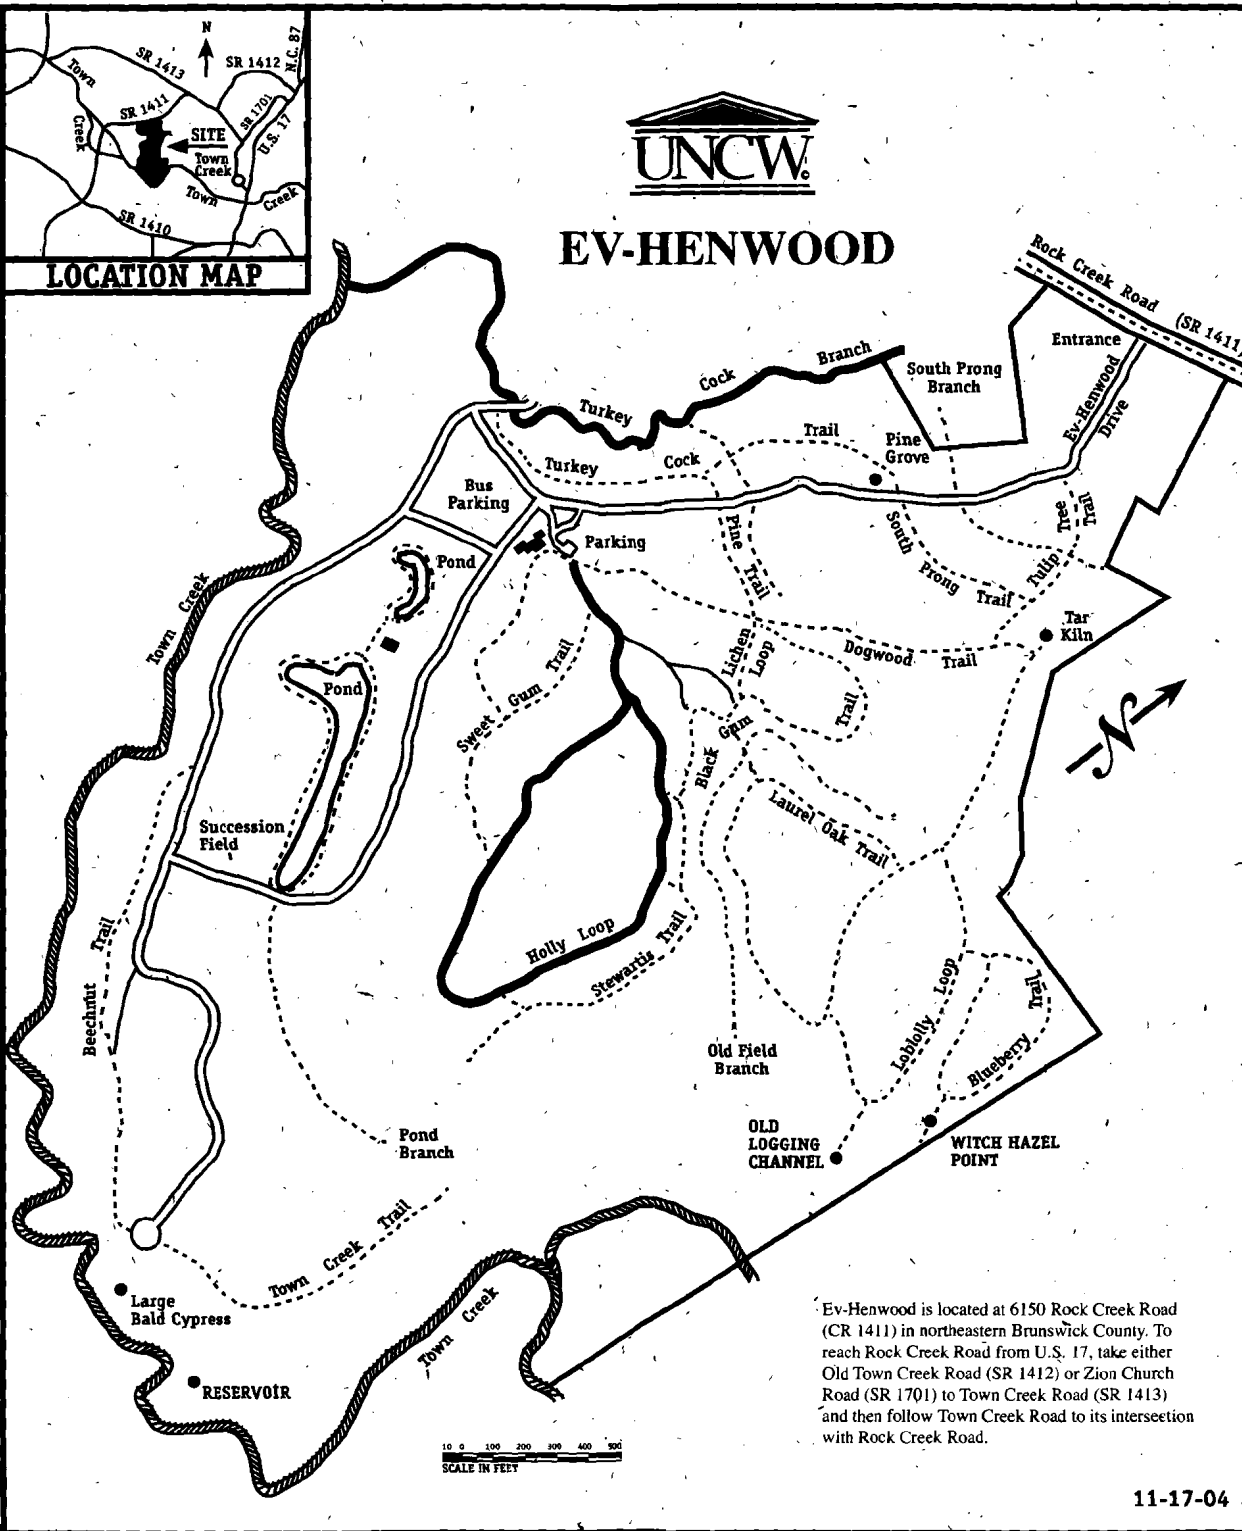 N
SR 1413
SR 1412
N.C. 87
Town
Creek
SR 1411
SR 1701
U.S. 17
SITE
Town
Creek
Town
Creek
SR 1410
LOCATION MAP
UNCW.
EV-HENWOOD
Rock Creek Road (SR 1411)
Entrance
Ev-Henwood
Drive
South Prong
Branch
Turkey Cock Branch
Turkey Cock Trail
Pine
Grove
Bus
Parking
Parking
Pond
Pine Trail
South Prong Trail
Tulip Tree Trail
Tar
Kiln
Town Creek
Lichen
Loop
Dogwood Trail
Pond
Sweet Gum Trail
Black Gum Trail
N
Laurel Oak Trail
Succession
Field
Beechnut Trail
Holly Loop
Stewartis Trail
Loblolly Loop
Blueberry Trail
Old Field
Branch
OLD
LOGGING
CHANNEL
WITCH HAZEL
POINT
Pond
Branch
Town Creek Trail
Large
Bald Cypress
Town Creek
RESERVOIR
Ev-Henwood is located at 6150 Rock Creek Road
(CR 1411) in northeastern Brunswick County. To
reach Rock Creek Road from U.S. 17, take either
Old Town Creek Road (SR 1412) or Zion Church
Road (SR 1701) to Town Creek Road (SR 1413)
and then follow Town Creek Road to its intersection
with Rock Creek Road.
10 0 100 200 300 400 500
SCALE IN FEET
11-17-04